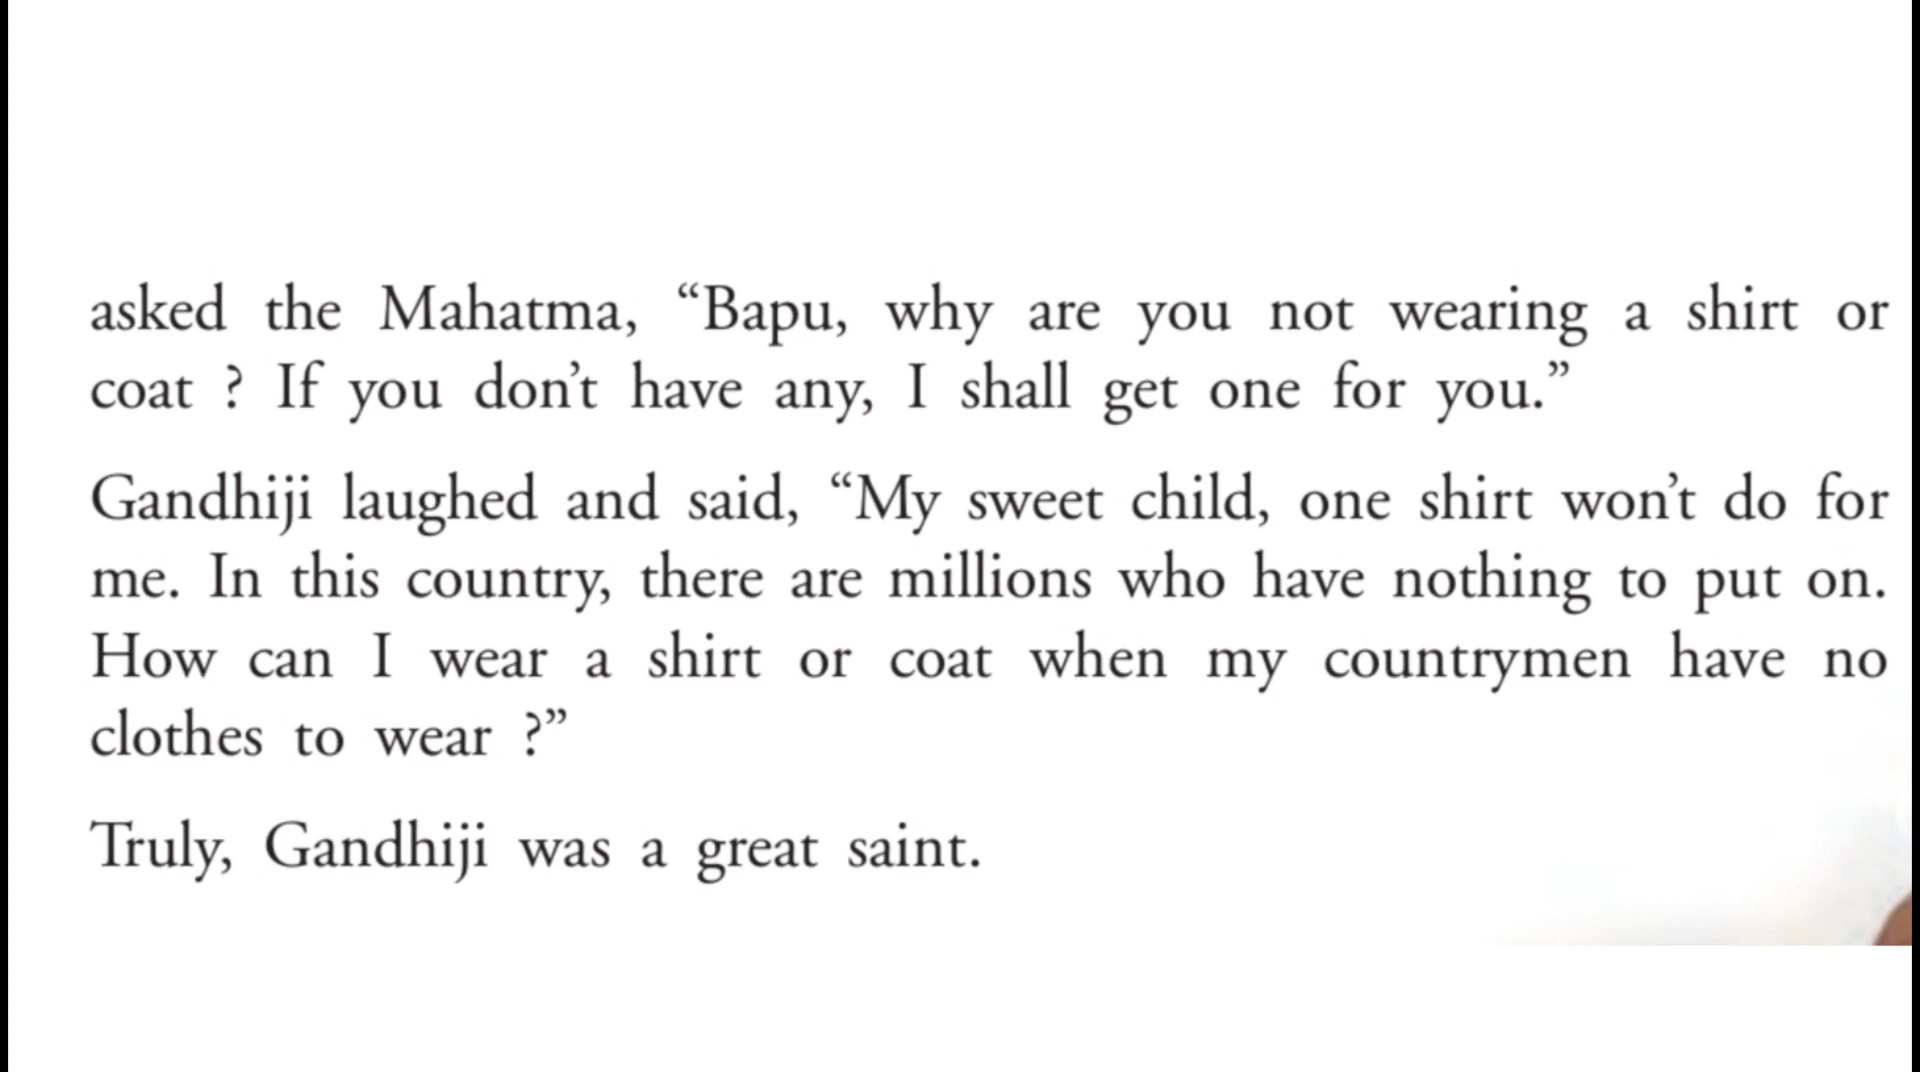 asked the Mahatma, “Bapu, why are you not wearing a shirt or
coat ? If you don’t have any, I shall get one for you.”
Gandhiji laughed and said, “My sweet child, one shirt won’t do for
me. In this country, there are millions who have nothing to put on.
How can I wear a shirt or coat when my countrymen have no
clothes to wear ?”
Truly, Gandhiji was a great saint.